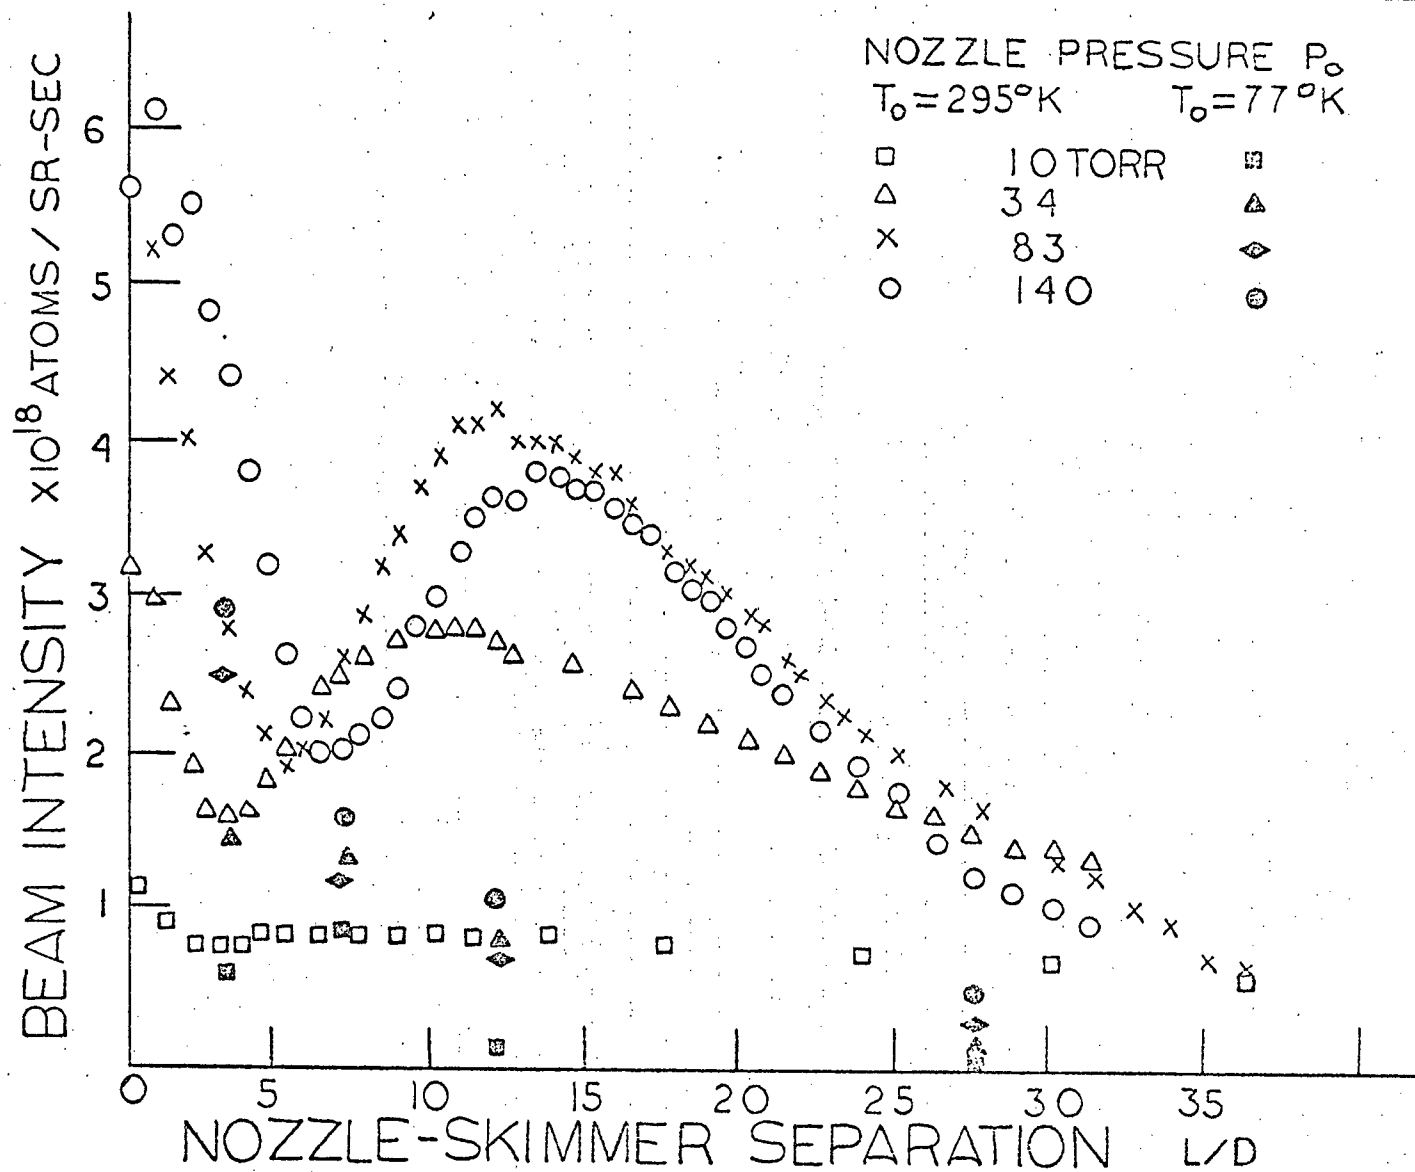 NOZZLE PRESSURE P₀
T₀=295°K T₀=77°K
10 TORR
34
83
140
BEAM INTENSITY x10¹⁸ ATOMS/SR-SEC
6
5
4
3
2
1
0 5 10 15 20 25 30 35
NOZZLE-SKIMMER SEPARATION L/D